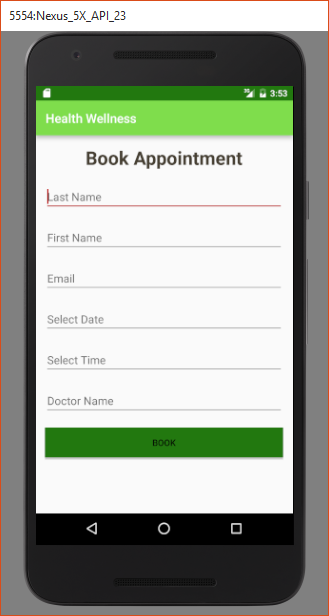 5554:Nexus_5X_API_23
3:53
Health Wellness
Book Appointment
Last Name
First Name
Email
Select Date
Select Time
Doctor Name
BOOK